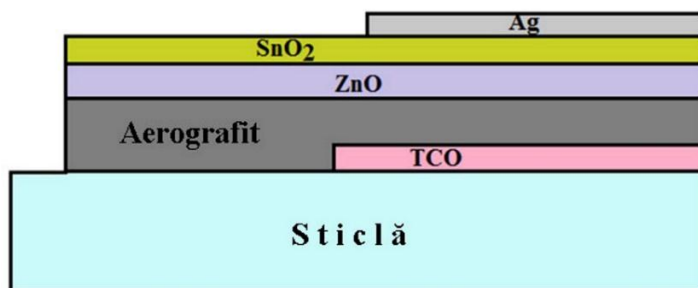 Ag
SnO2
ZnO
Aerografit
TCO
Sticlă